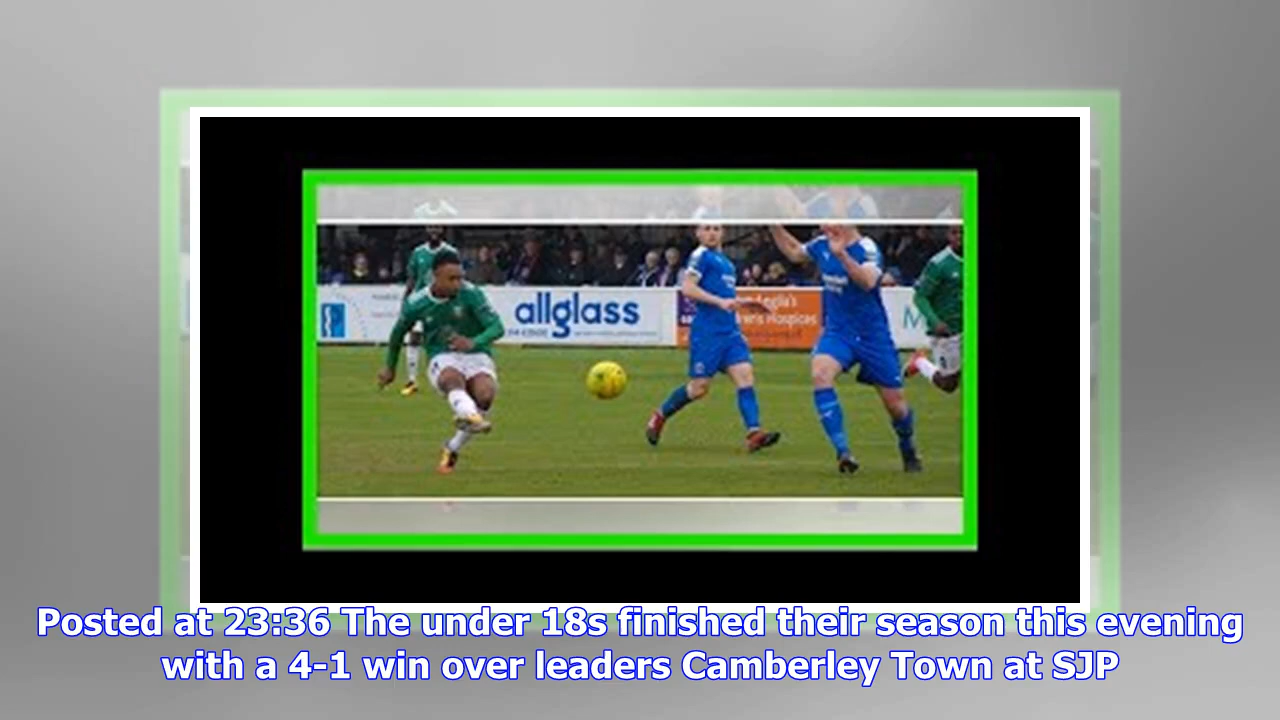 allglass
Hospices
M
Posted at 23:36 The under 18s finished their season this evening
with a 4-1 win over leaders Camberley Town at SJP